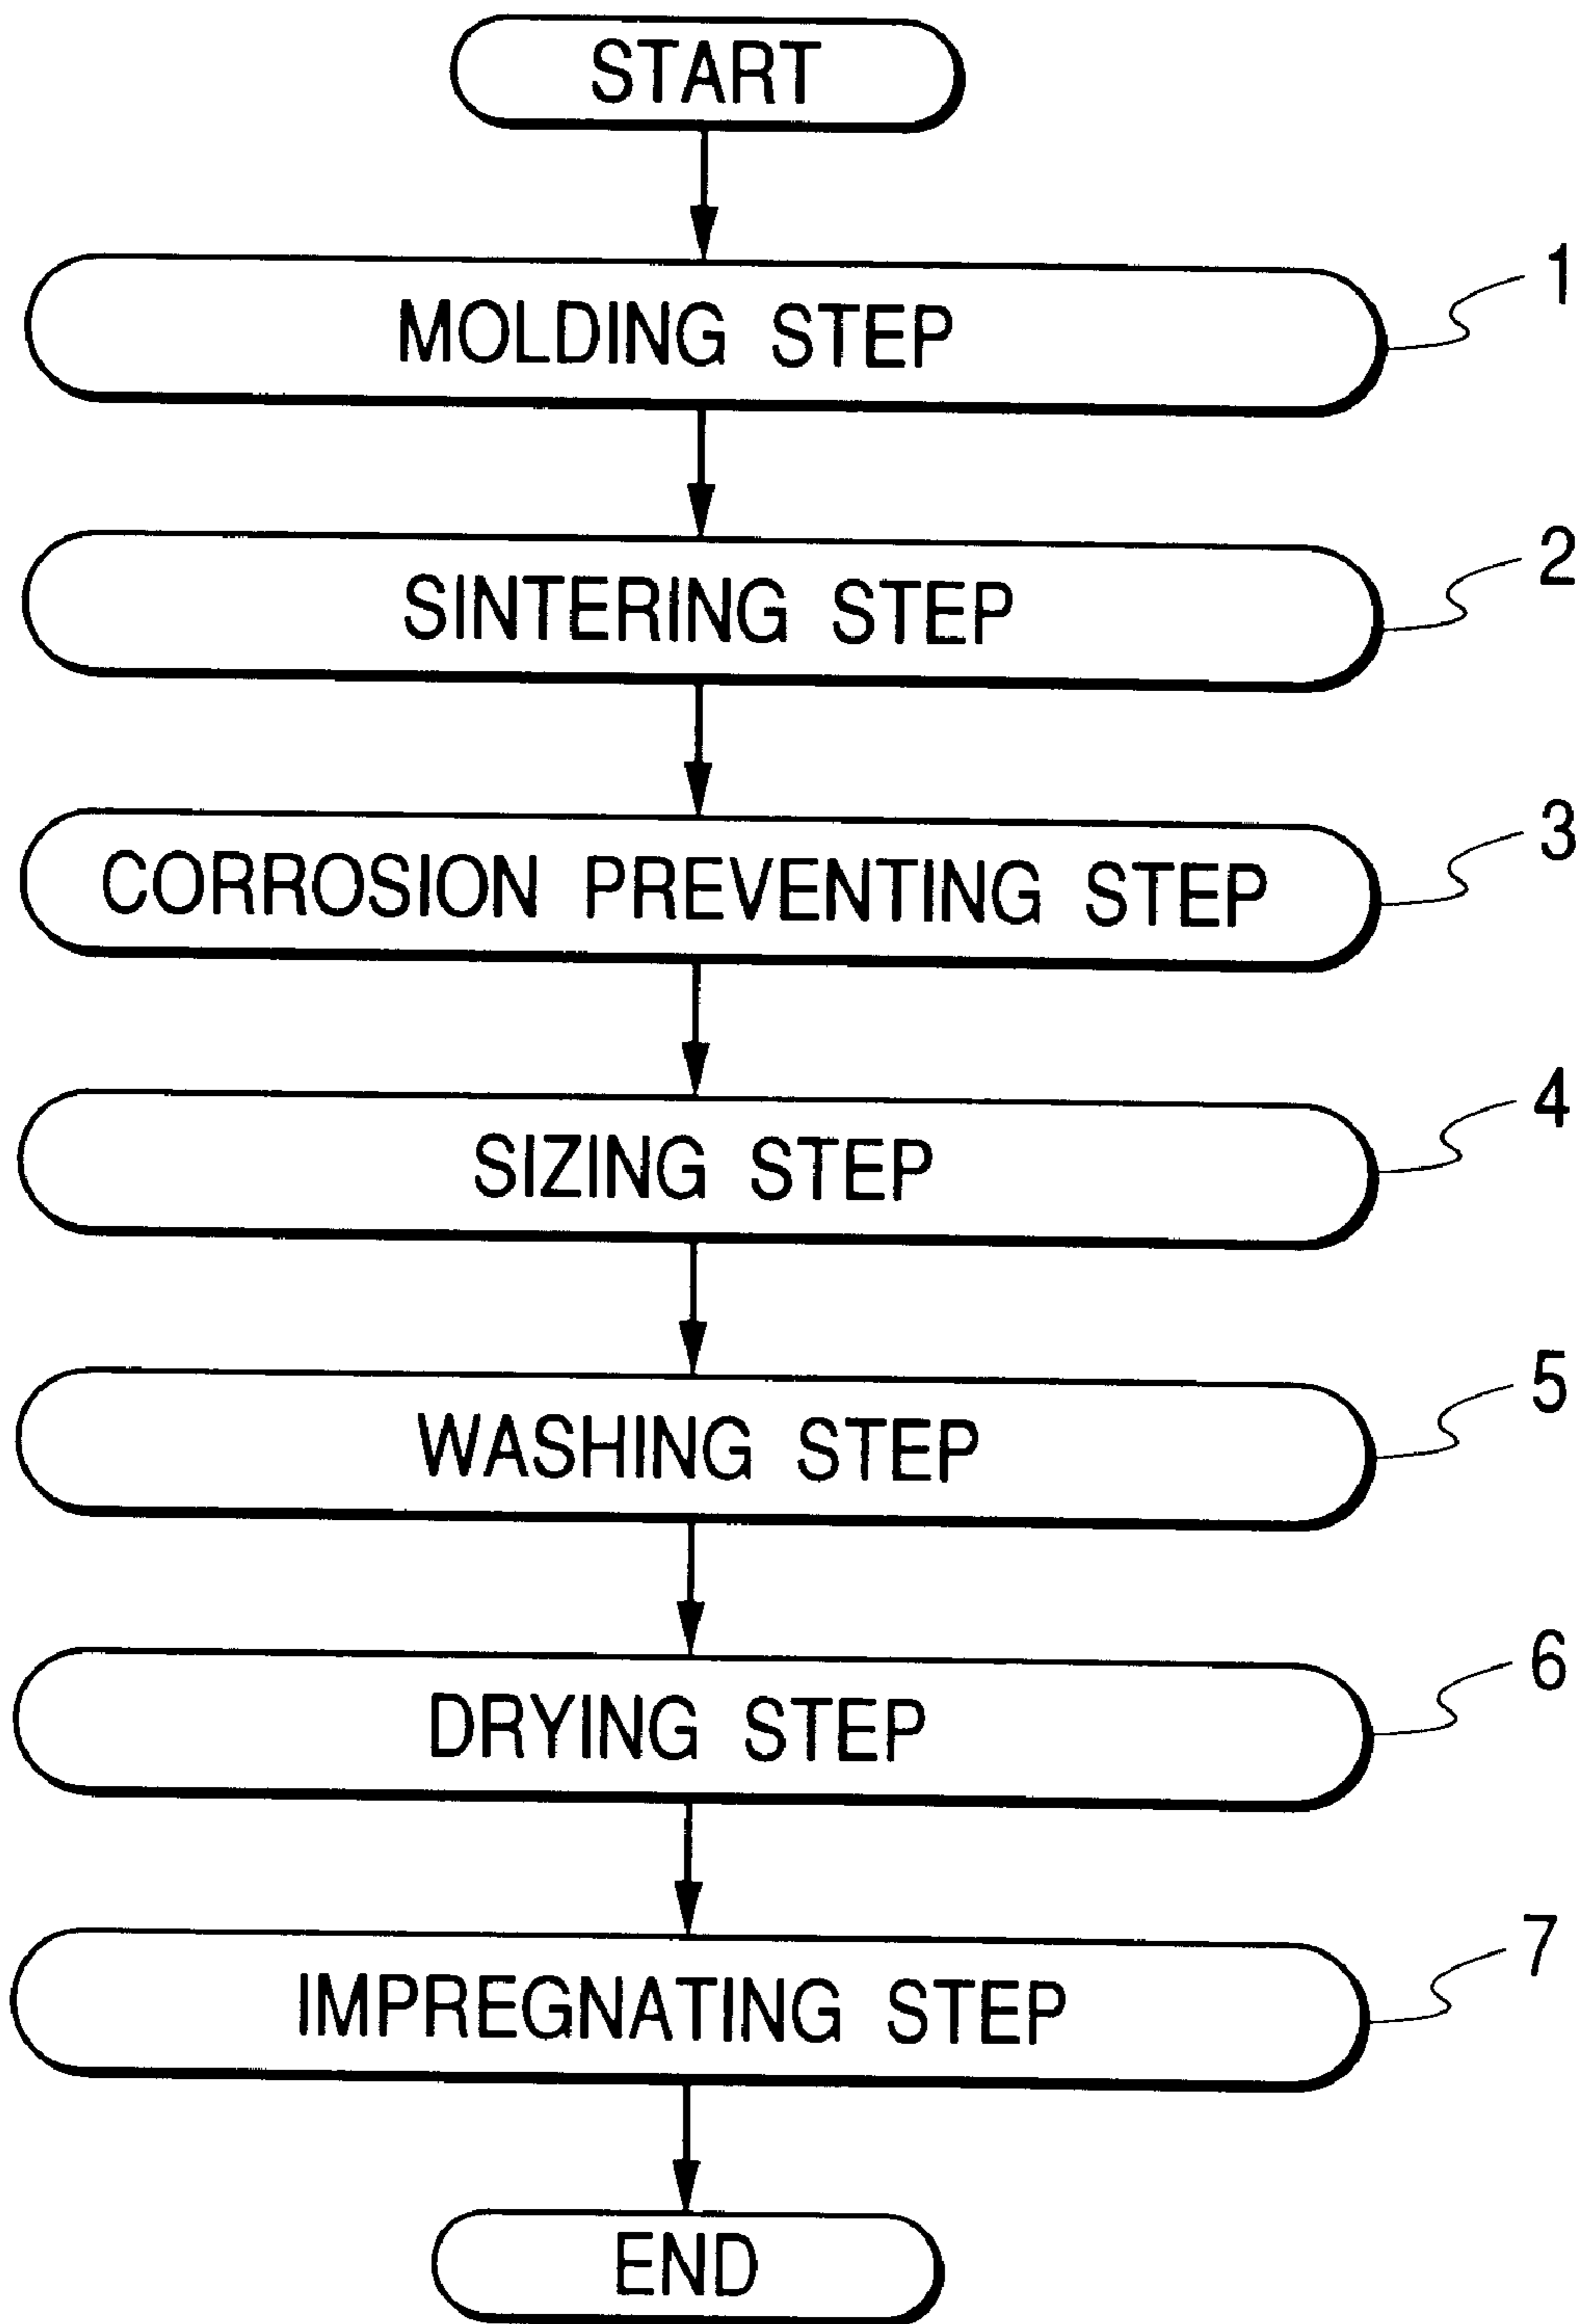 START
MOLDING STEP 1
SINTERING STEP 2
CORROSION PREVENTING STEP 3
SIZING STEP 4
WASHING STEP 5
DRYING STEP 6
IMPREGNATING STEP 7
END